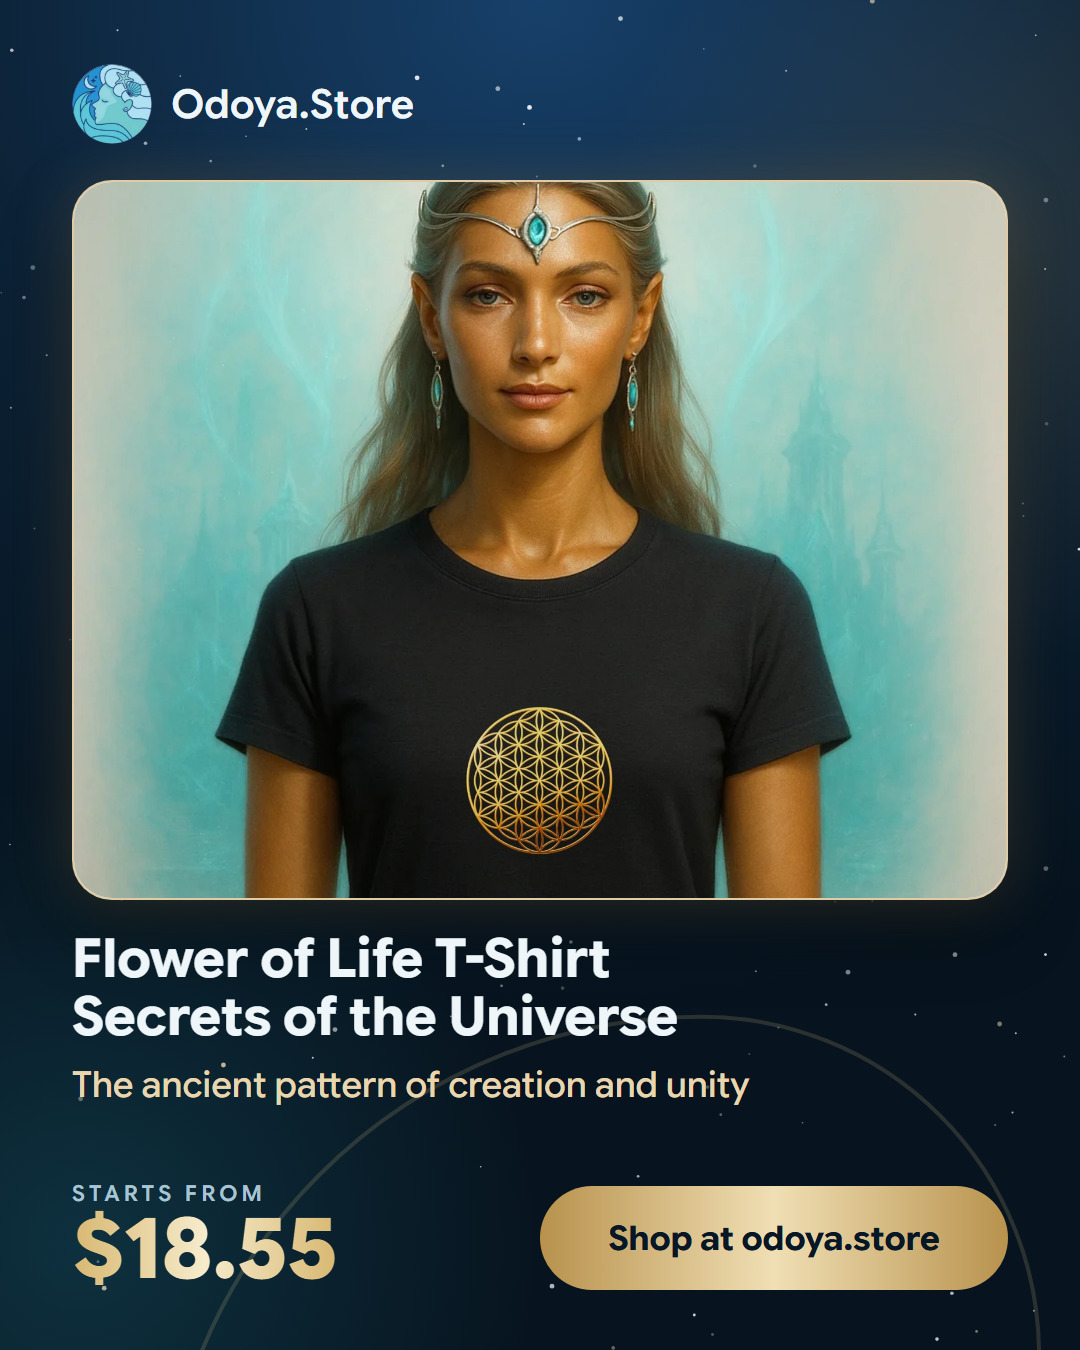 Odoya.Store
Flower of Life T-Shirt
Secrets of the Universe
The ancient pattern of creation and unity
STARTS FROM
$18.55
Shop at odoya.store